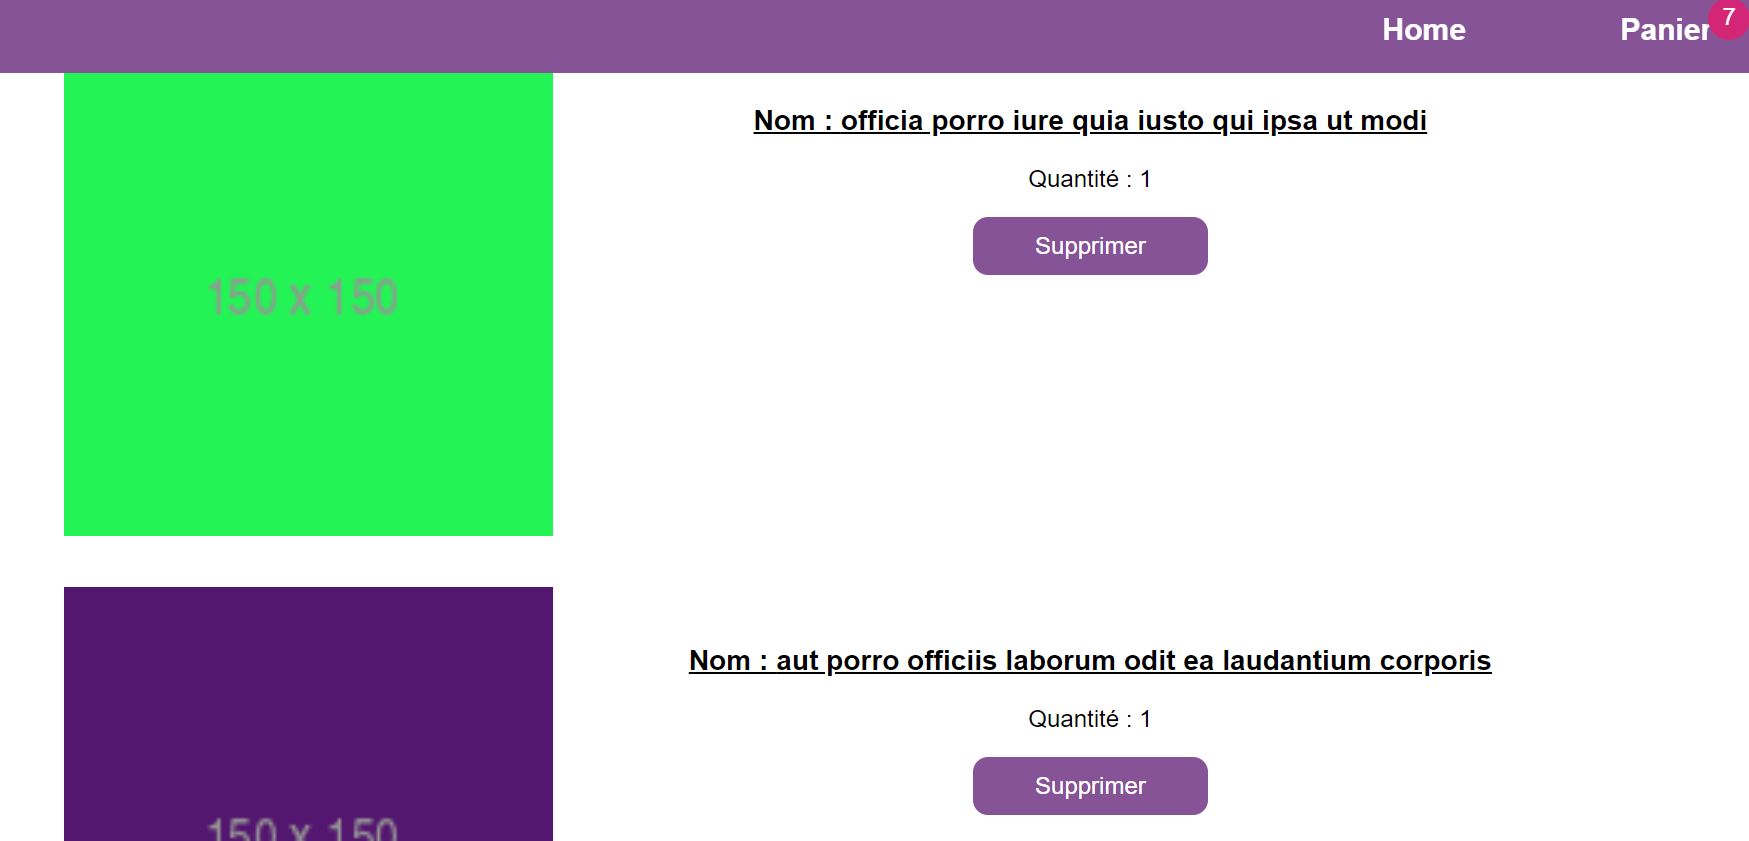 Home
Panier
7
150 x 150
Nom : officia porro iure quia iusto qui ipsa ut modi
Quantité : 1
Supprimer
150 x 150
Nom : aut porro officiis laborum odit ea laudantium corporis
Quantité : 1
Supprimer